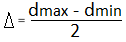 Δ = dmax - dmin
2